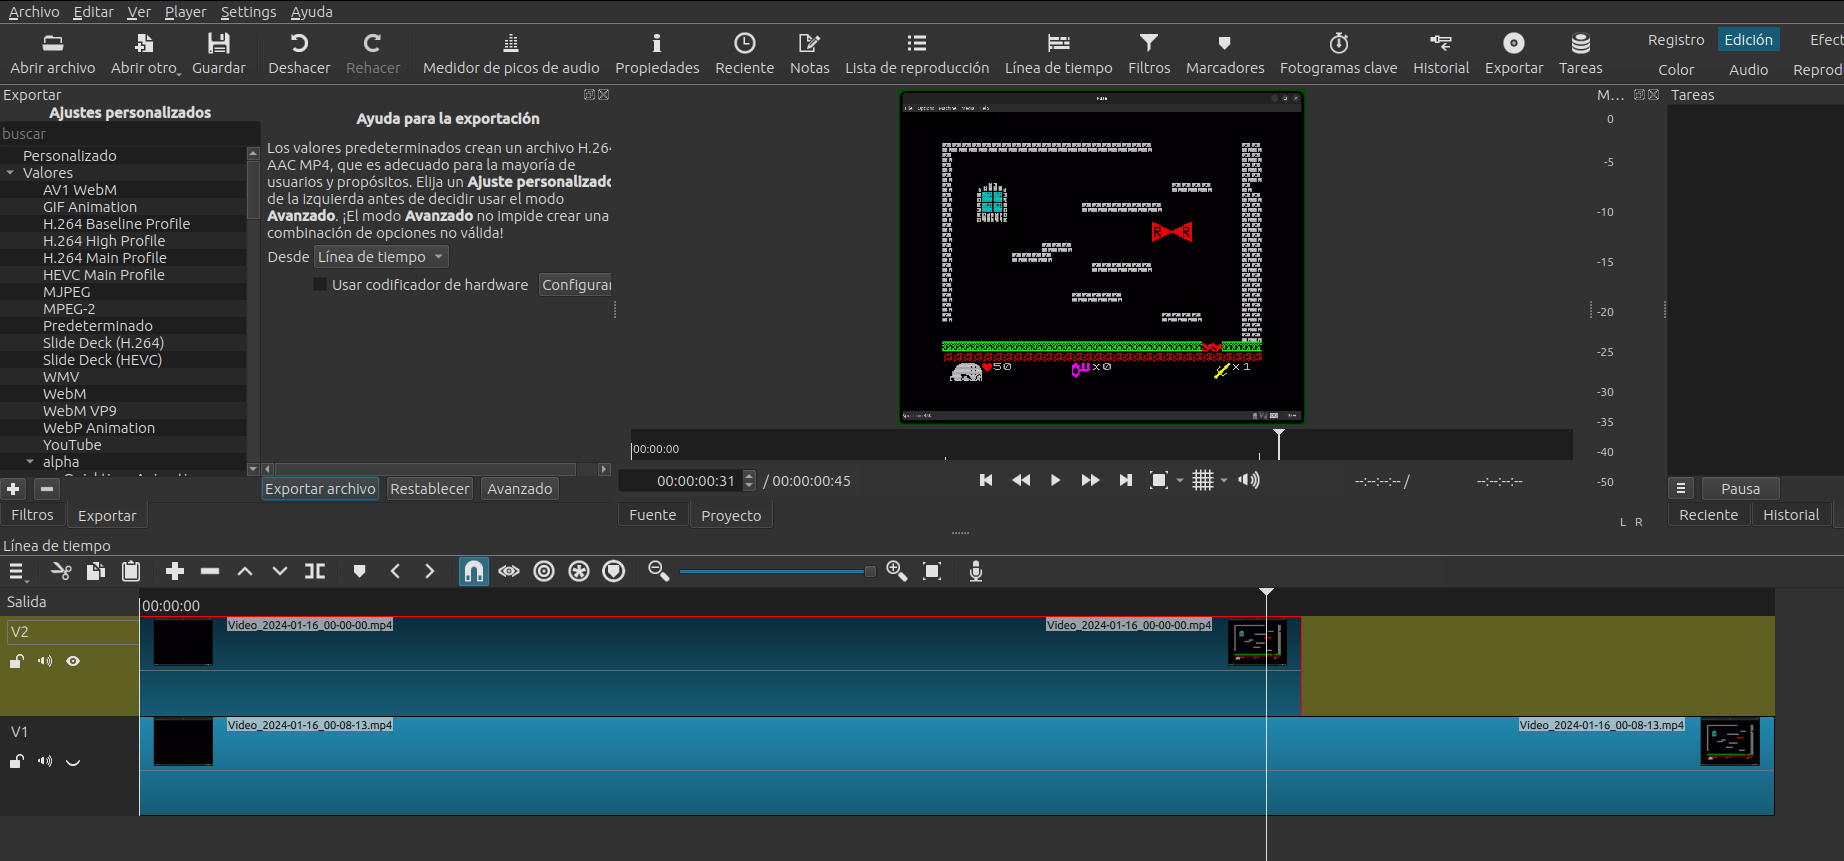 Archivo Editar Ver Player Settings Ayuda
Abrir archivo Abrir otro Guardar Deshacer Rehacer Medidor de picos de audio Propiedades Reciente Notas Lista de reproducción Línea de tiempo Filtros Marcadores Fotogramas clave Historial Exportar Tareas
Registro Edición Efect
Color Audio Reprod
Exportar
Ajustes personalizados
buscar
Personalizado
Valores
AV1 WebM
GIF Animation
H.264 Baseline Profile
H.264 High Profile
H.264 Main Profile
HEVC Main Profile
MJPEG
MPEG-2
Predeterminado
Slide Deck (H.264)
Slide Deck (HEVC)
WMV
WebM
WebM VP9
WebP Animation
YouTube
alpha
Ayuda para la exportación
Los valores predeterminados crean un archivo H.264
AAC MP4, que es adecuado para la mayoría de
usuarios y propósitos. Elija un Ajuste personalizado
de la izquierda antes de decidir usar el modo
Avanzado. ¡El modo Avanzado no impide crear una
combinación de opciones no válida!
Desde Línea de tiempo
Usar codificador de hardware Configurar
Exportar archivo Restablecer Avanzado
Filtros Exportar
R R
50 x0 x1
00:00:00
00:00:00:31 / 00:00:00:45 --:--:--:-- / --:--:--:--
Fuente Proyecto
M...
0
-5
-10
-15
-20
-25
-30
-35
-40
-50
L R
Tareas
Pausa
Reciente Historial
Línea de tiempo
Salida
00:00:00
V2
Video_2024-01-16_00-00-00.mp4 Video_2024-01-16_00-00-00.mp4
V1
Video_2024-01-16_00-08-13.mp4 Video_2024-01-16_00-08-13.mp4